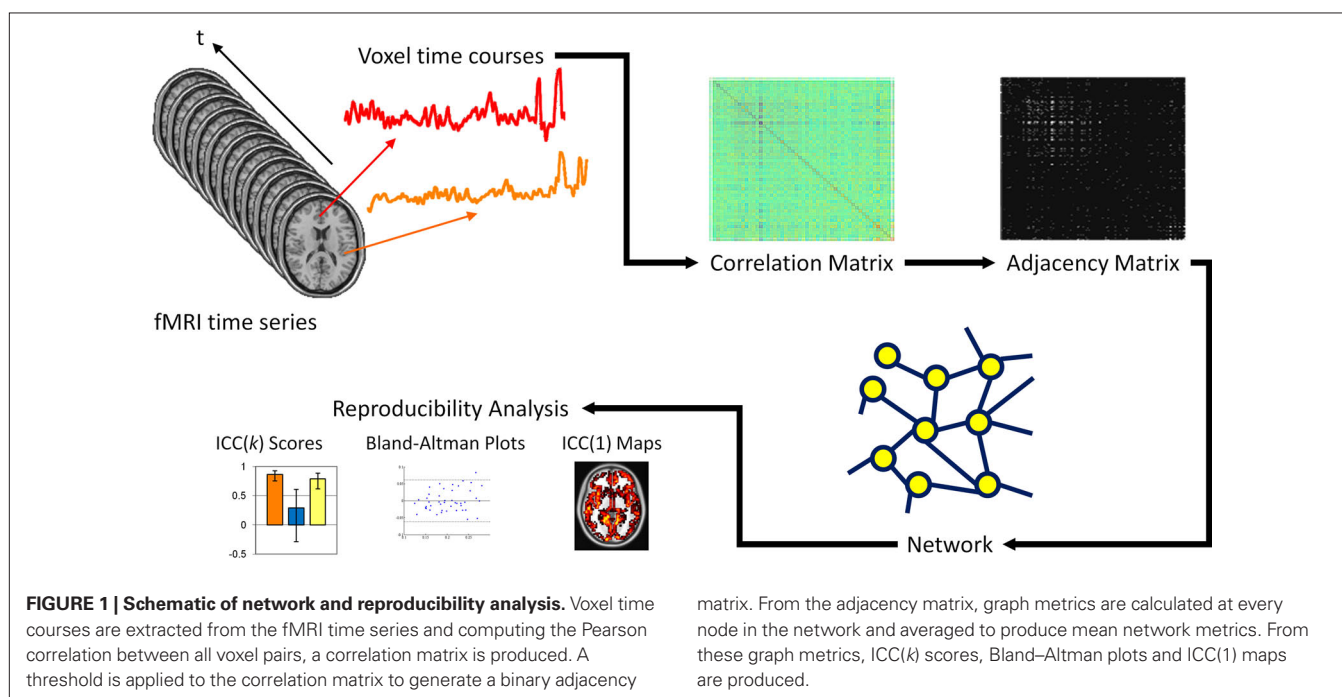 t
Voxel time courses
fMRI time series
Correlation Matrix
Adjacency Matrix
Network
Reproducibility Analysis
ICC(k) Scores
Bland-Altman Plots
ICC(1) Maps
1
0.5
0
-0.5
FIGURE 1 | Schematic of network and reproducibility analysis. Voxel time
courses are extracted from the fMRI time series and computing the Pearson
correlation between all voxel pairs, a correlation matrix is produced. A
threshold is applied to the correlation matrix to generate a binary adjacency
matrix. From the adjacency matrix, graph metrics are calculated at every
node in the network and averaged to produce mean network metrics. From
these graph metrics, ICC(k) scores, Bland–Altman plots and ICC(1) maps
are produced.